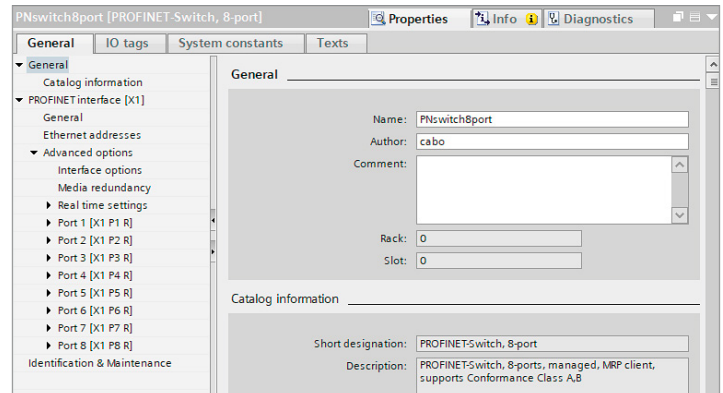 PNswitch8port [PROFINET-Switch, 8-port]
Properties
Info
Diagnostics
General
IO tags
System constants
Texts
General
Catalog information
PROFINET interface [X1]
General
Ethernet addresses
Advanced options
Interface options
Media redundancy
Real time settings
Port 1 [X1 P1 R]
Port 2 [X1 P2 R]
Port 3 [X1 P3 R]
Port 4 [X1 P4 R]
Port 5 [X1 P5 R]
Port 6 [X1 P6 R]
Port 7 [X1 P7 R]
Port 8 [X1 P8 R]
Identification & Maintenance
General
Name: PNswitch8port
Author: cabo
Comment:
Rack: 0
Slot: 0
Catalog information
Short designation: PROFINET-Switch, 8-port
Description: PROFINET-Switch, 8-ports, managed, MRP client,
supports Conformance Class A,B